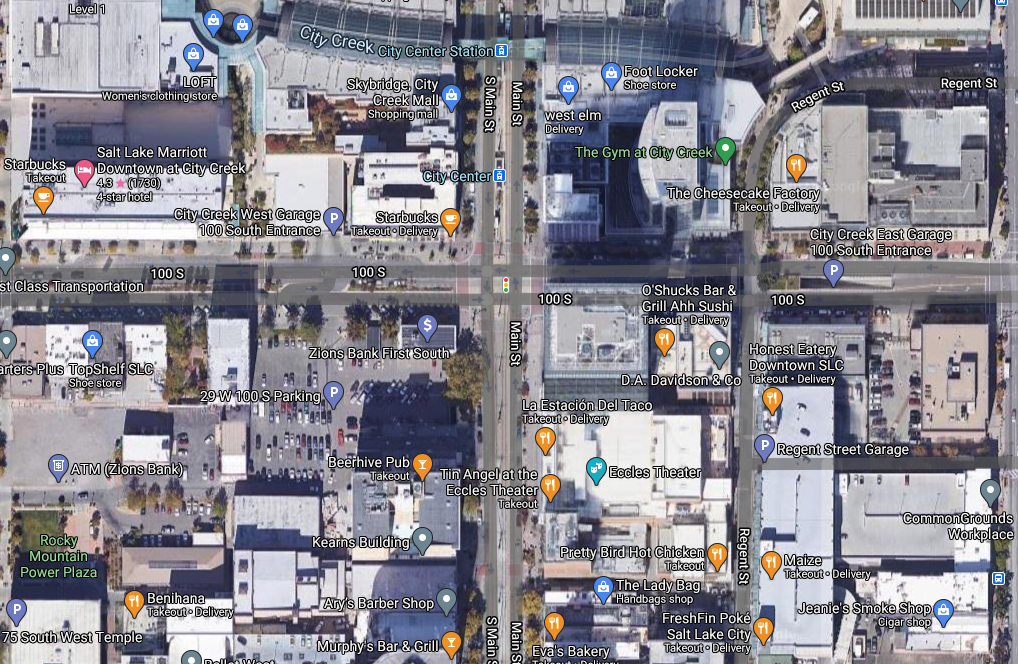 Level 1
City Creek
City Center Station
LOFT
Women's clothing store
Skybridge, City
Creek Mall
Shopping mall
S Main St
Main St
Foot Locker
Shoe store
west elm
Delivery
Regent St
Regent St
The Gym at City Creek
Starbucks
Takeout
Salt Lake Marriott
Downtown at City Creek
4.3 ★ (1730)
4-star hotel
City Center
The Cheesecake Factory
Takeout • Delivery
City Creek West Garage
100 South Entrance
Starbucks
Takeout • Delivery
City Creek East Garage
100 South Entrance
100 S
100 S
st Class Transportation
100 S
100 S
O'Shucks Bar &
Grill Ahh Sushi
Takeout • Delivery
Main St
Zions Bank First South
arters Plus
TopShelf SLC
Shoe store
D.A. Davidson & Co
Honest Eatery
Downtown SLC
Takeout • Delivery
29 W 100 S Parking
La Estación Del Taco
Takeout • Delivery
Regent Street Garage
ATM (Zions Bank)
Beerhive Pub
Takeout
Tin Angel at the
Eccles Theater
Takeout
Eccles Theater
CommonGrounds
Workplace
Rocky
Mountain
Power Plaza
Kearns Building
Pretty Bird Hot Chicken
Takeout
Regent St
Maize
Takeout • Delivery
Benihana
Takeout • Delivery
Ary's Barber Shop
The Lady Bag
Handbags shop
Jeanie's Smoke Shop
Cigar shop
75 South West Temple
Murphy's Bar & Grill
S Main St
Main St
FreshFin Poké
Salt Lake City
Takeout • Delivery
Eva's Bakery
Takeout • Delivery